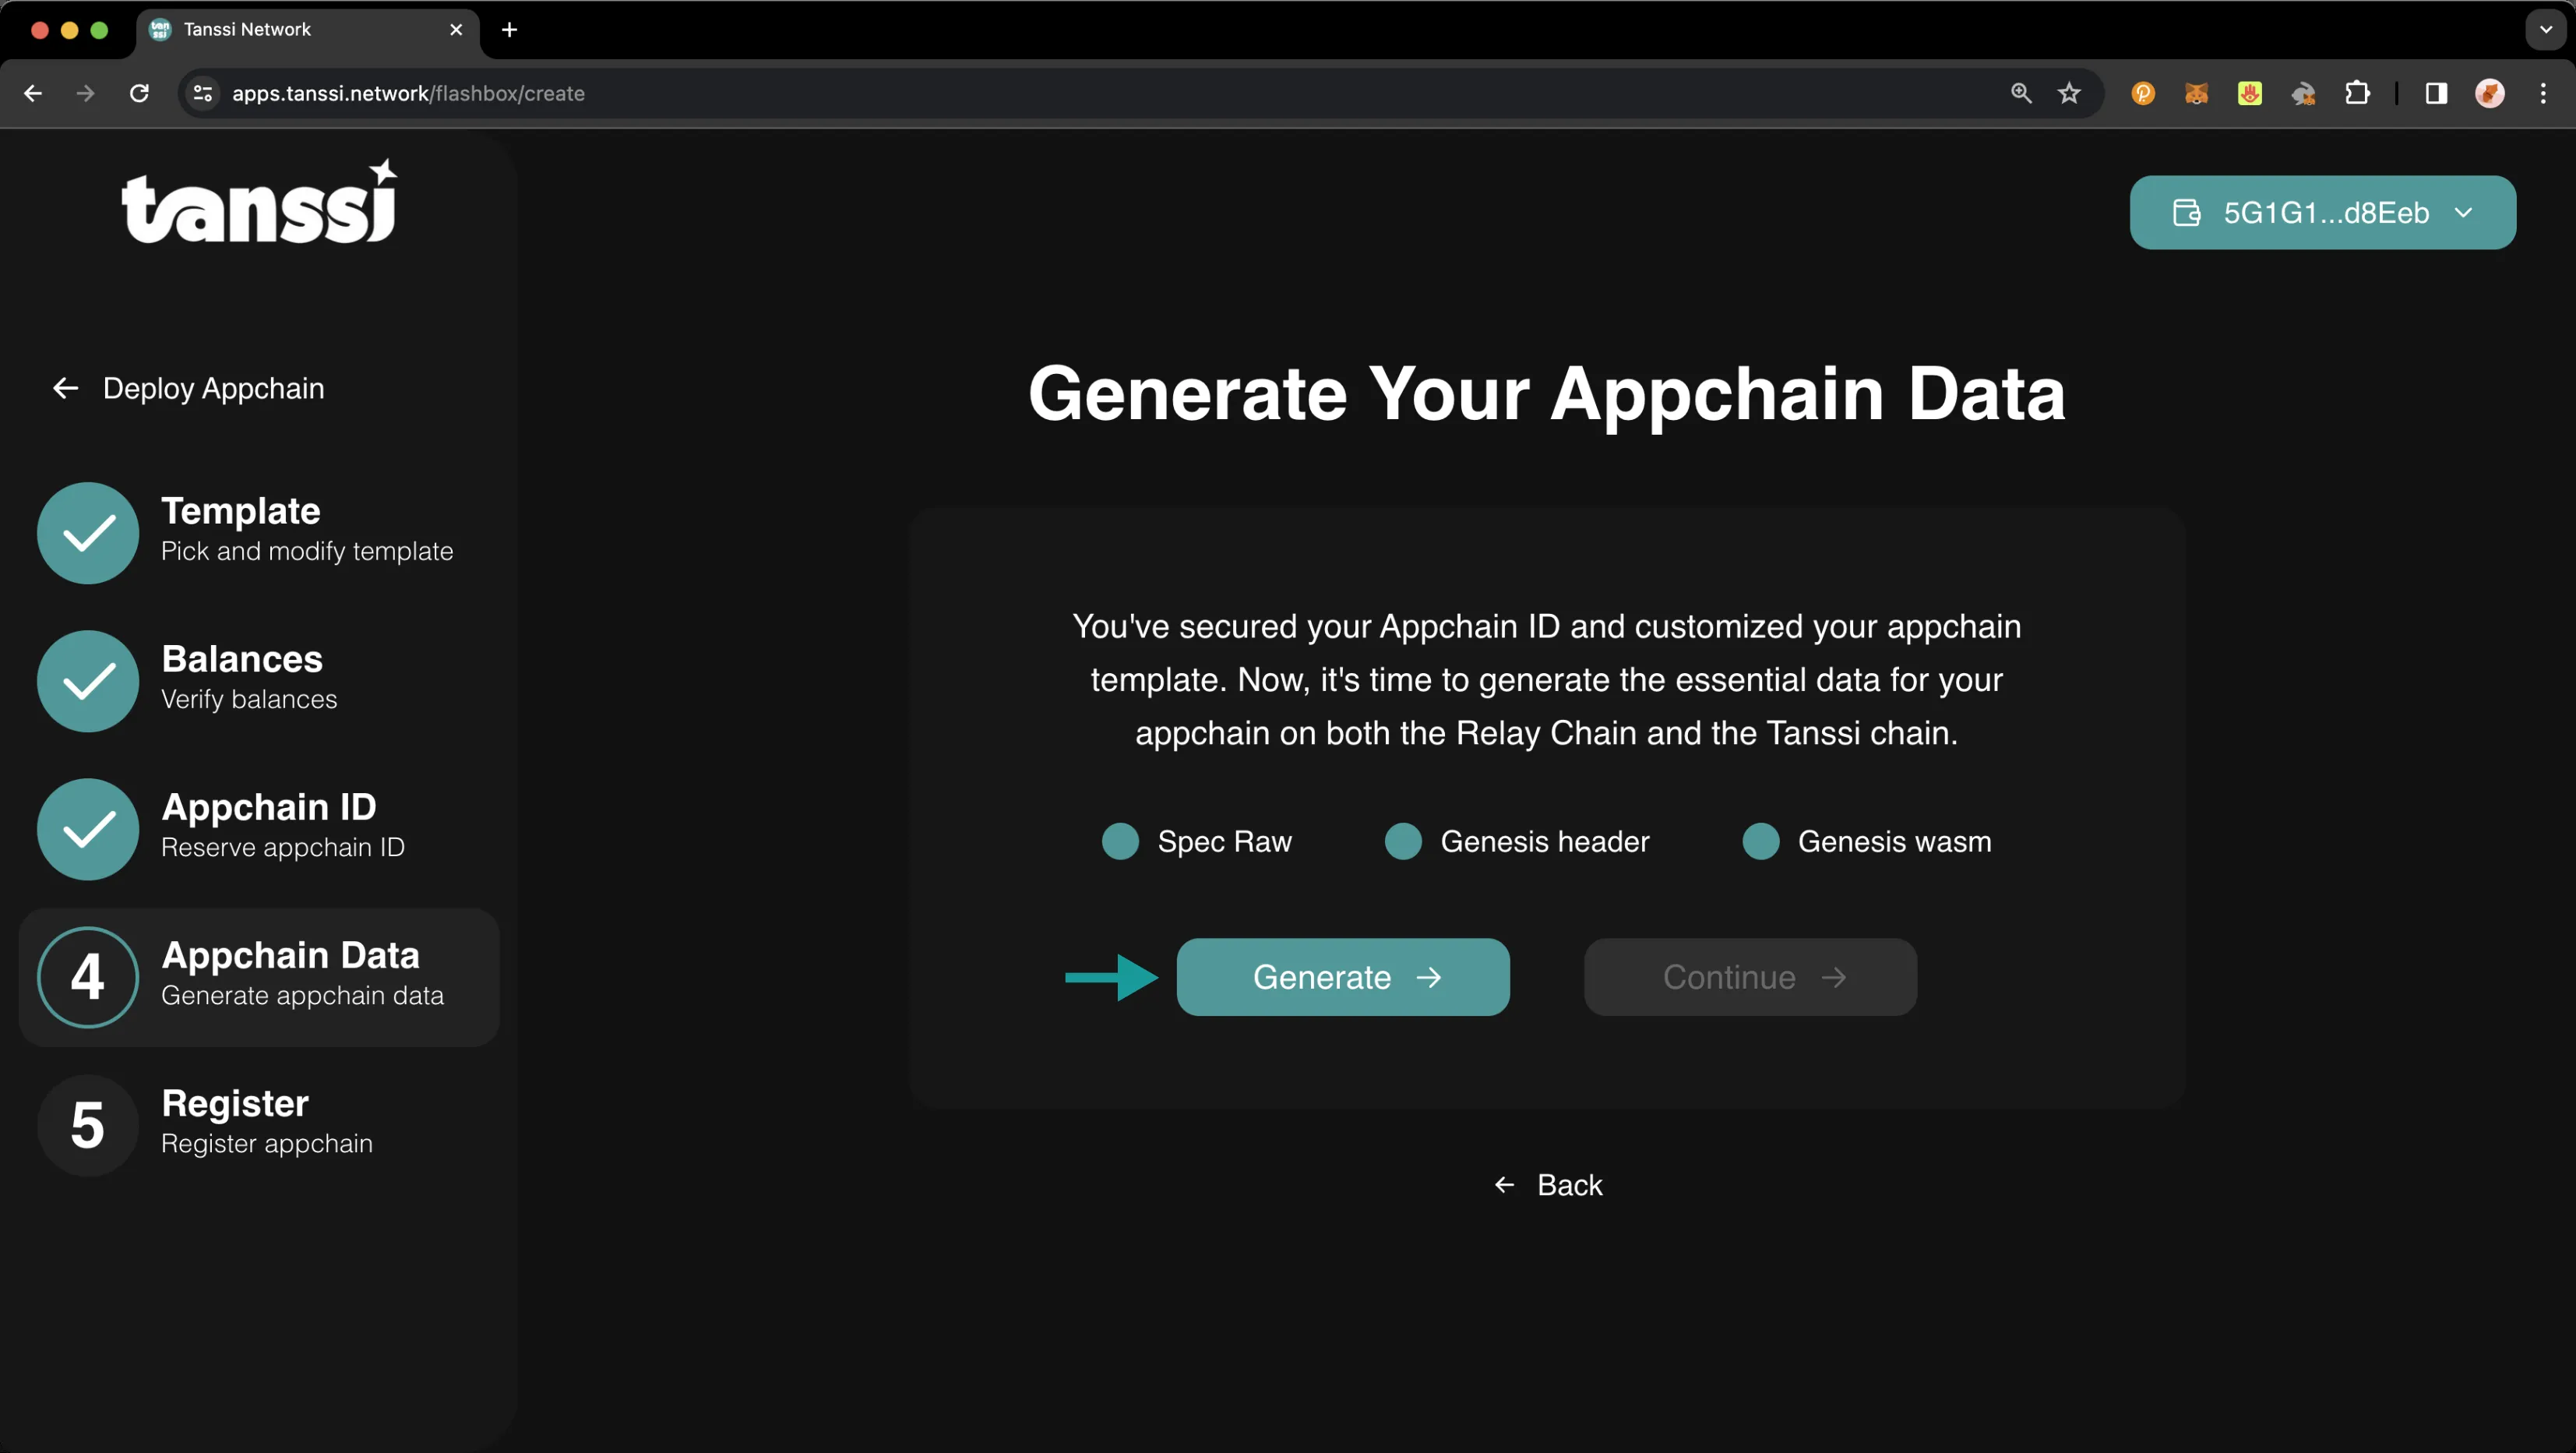 Tanssi Network
apps.tanssi.network/flashbox/create
tanssi
5G1G1...d8Eeb
Deploy Appchain
Template
Pick and modify template
Balances
Verify balances
Appchain ID
Reserve appchain ID
4
Appchain Data
Generate appchain data
5
Register
Register appchain
Generate Your Appchain Data
You've secured your Appchain ID and customized your appchain
template. Now, it's time to generate the essential data for your
appchain on both the Relay Chain and the Tanssi chain.
Spec Raw
Genesis header
Genesis wasm
Generate
Continue
Back